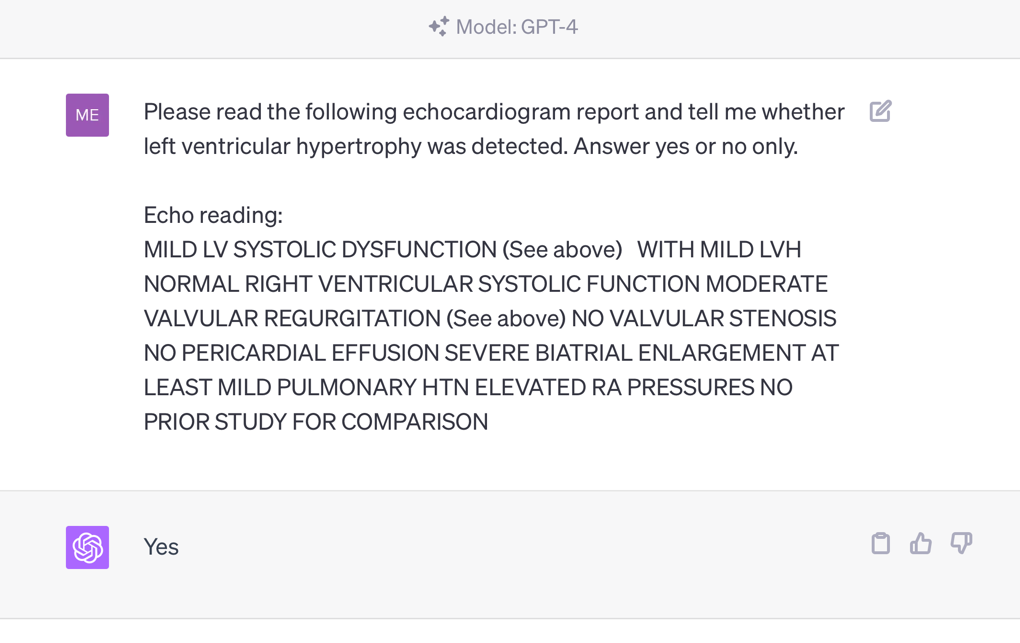 Model: GPT-4
ME
Please read the following echocardiogram report and tell me whether
left ventricular hypertrophy was detected. Answer yes or no only.
Echo reading:
MILD LV SYSTOLIC DYSFUNCTION (See above)   WITH MILD LVH
NORMAL RIGHT VENTRICULAR SYSTOLIC FUNCTION MODERATE
VALVULAR REGURGITATION (See above) NO VALVULAR STENOSIS
NO PERICARDIAL EFFUSION SEVERE BIATRIAL ENLARGEMENT AT
LEAST MILD PULMONARY HTN ELEVATED RA PRESSURES NO
PRIOR STUDY FOR COMPARISON
Yes